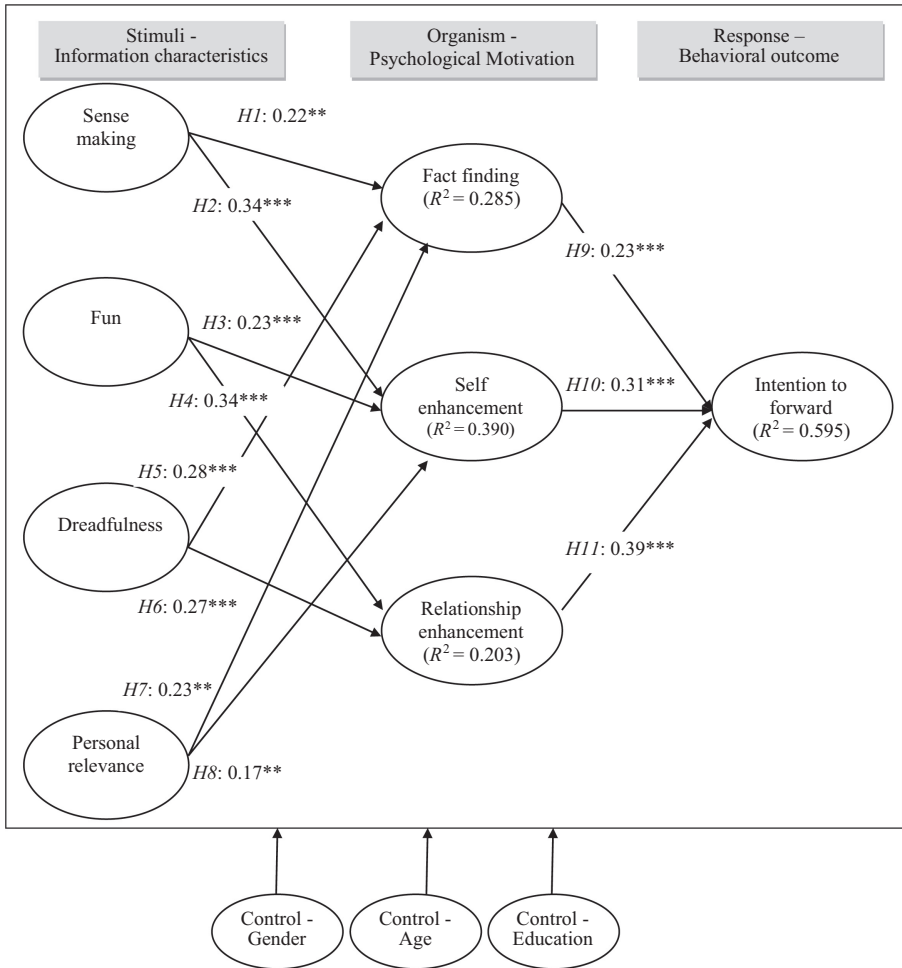 Stimuli -
Information characteristics
Organism -
Psychological Motivation
Response –
Behavioral outcome
Sense
making
H1: 0.22**
Fact finding
(R² = 0.285)
H2: 0.34***
H9: 0.23***
Fun
H3: 0.23***
Self
enhancement
(R² = 0.390)
H10: 0.31***
Intention to
forward
(R² = 0.595)
H4: 0.34***
H5: 0.28***
Dreadfulness
H11: 0.39***
H6: 0.27***
Relationship
enhancement
(R² = 0.203)
H7: 0.23**
Personal
relevance
H8: 0.17**
Control -
Gender
Control -
Age
Control -
Education